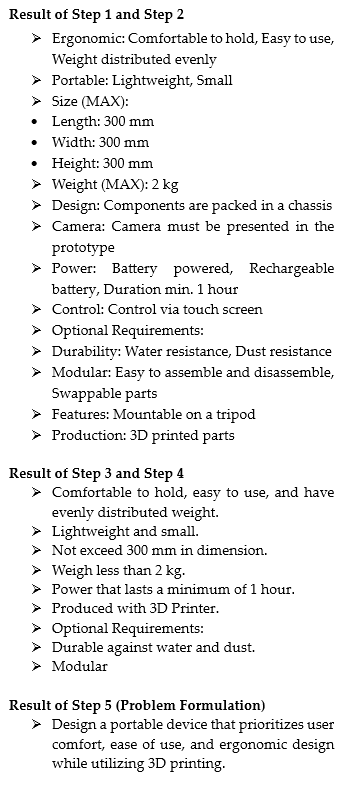 Result of Step 1 and Step 2
➢ Ergonomic: Comfortable to hold, Easy to use,
Weight distributed evenly
➢ Portable: Lightweight, Small
➢ Size (MAX):
• Length: 300 mm
• Width: 300 mm
• Height: 300 mm
➢ Weight (MAX): 2 kg
➢ Design: Components are packed in a chassis
➢ Camera: Camera must be presented in the
prototype
➢ Power: Battery powered, Rechargeable
battery, Duration min. 1 hour
➢ Control: Control via touch screen
➢ Optional Requirements:
➢ Durability: Water resistance, Dust resistance
➢ Modular: Easy to assemble and disassemble,
Swappable parts
➢ Features: Mountable on a tripod
➢ Production: 3D printed parts
Result of Step 3 and Step 4
➢ Comfortable to hold, easy to use, and have
evenly distributed weight.
➢ Lightweight and small.
➢ Not exceed 300 mm in dimension.
➢ Weigh less than 2 kg.
➢ Power that lasts a minimum of 1 hour.
➢ Produced with 3D Printer.
➢ Optional Requirements:
➢ Durable against water and dust.
➢ Modular
Result of Step 5 (Problem Formulation)
➢ Design a portable device that prioritizes user
comfort, ease of use, and ergonomic design
while utilizing 3D printing.